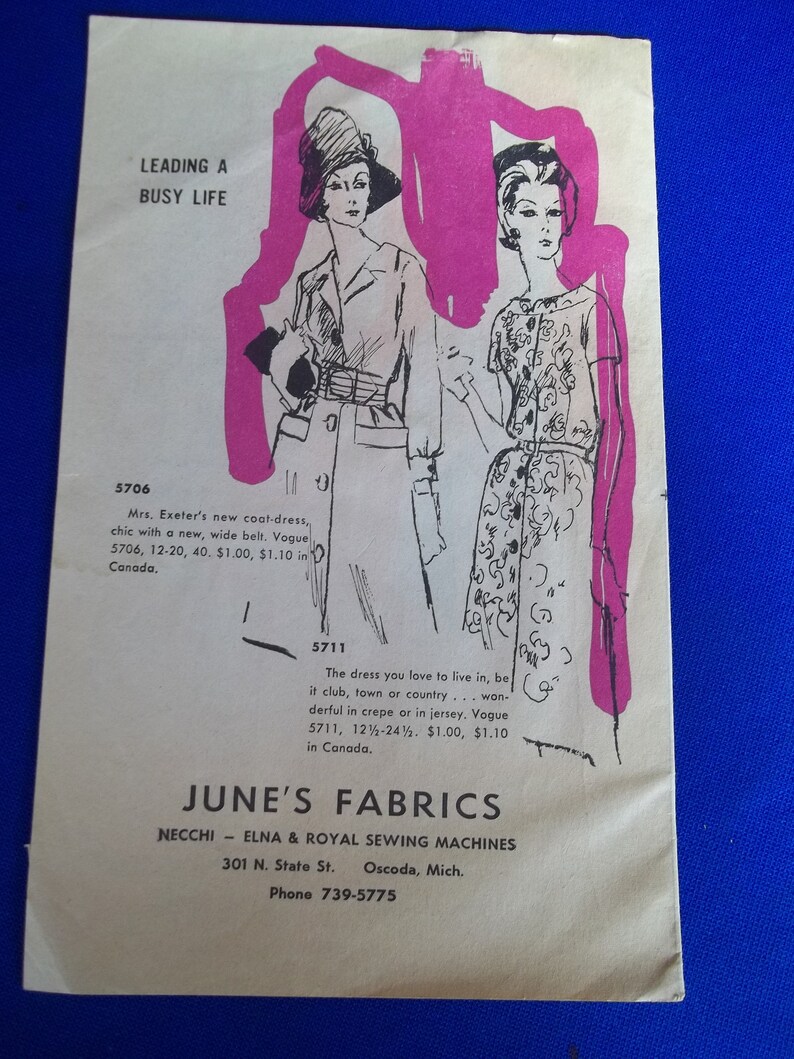 LEADING A
BUSY LIFE
5706
Mrs. Exeter's new coat-dress,
chic with a new, wide belt. Vogue
5706, 12-20, 40. $1.00, $1.10 in
Canada.
5711
The dress you love to live in, be
it club, town or country . . . won-
derful in crepe or in jersey. Vogue
5711, 12½-24½. $1.00, $1.10
in Canada.
JUNE'S FABRICS
NECCHI – ELNA & ROYAL SEWING MACHINES
301 N. State St. Oscoda, Mich.
Phone 739-5775